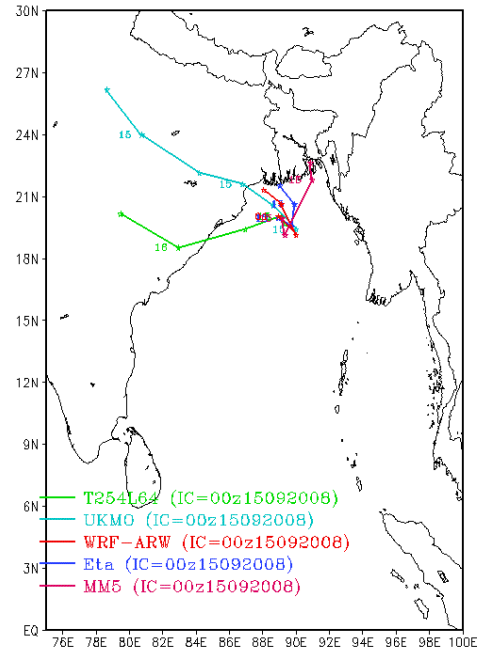 30N
27N
24N
15
21N
15
18N
16
15N
12N
9N
6N
3N
EQ
T254L64 (IC=00z15092008)
UKMO (IC=00z15092008)
WRF-ARW (IC=00z15092008)
Eta (IC=00z15092008)
MM5 (IC=00z15092008)
76E 78E 80E 82E 84E 86E 88E 90E 92E 94E 96E 98E 100E